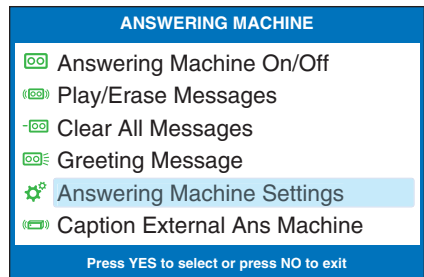 ANSWERING MACHINE
Answering Machine On/Off
Play/Erase Messages
Clear All Messages
Greeting Message
Answering Machine Settings
Caption External Ans Machine
Press YES to select or press NO to exit